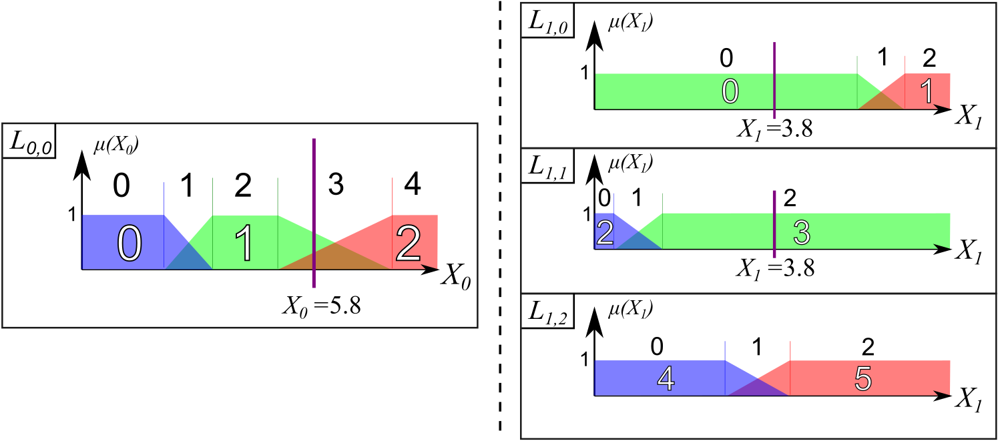 L0,0
μ(X0)
0 1 2 3 4
1
0 1 2
X0
X0 =5.8
L1,0
μ(X1)
0 1 2
1
0 1
X1
X1 =3.8
L1,1
μ(X1)
0 1 2
1
2 3
X1
X1 =3.8
L1,2
μ(X1)
0 1 2
1
4 5
X1